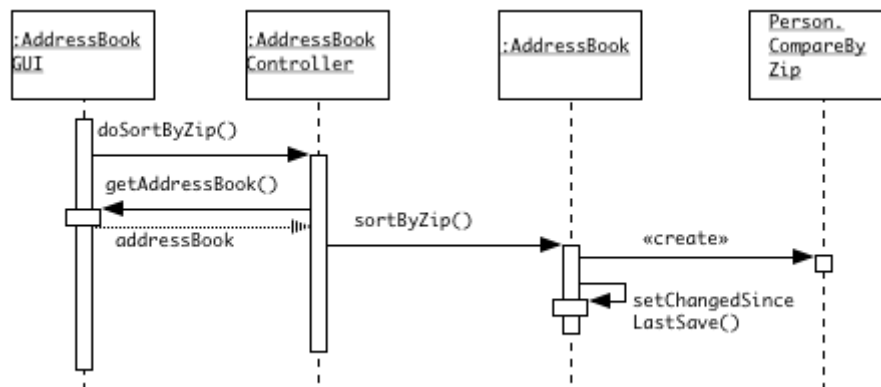 :AddressBook
GUI
:AddressBook
Controller
:AddressBook
Person.
CompareBy
Zip
doSortByZip()
getAddressBook()
addressBook
sortByZip()
«create»
setChangedSince
LastSave()